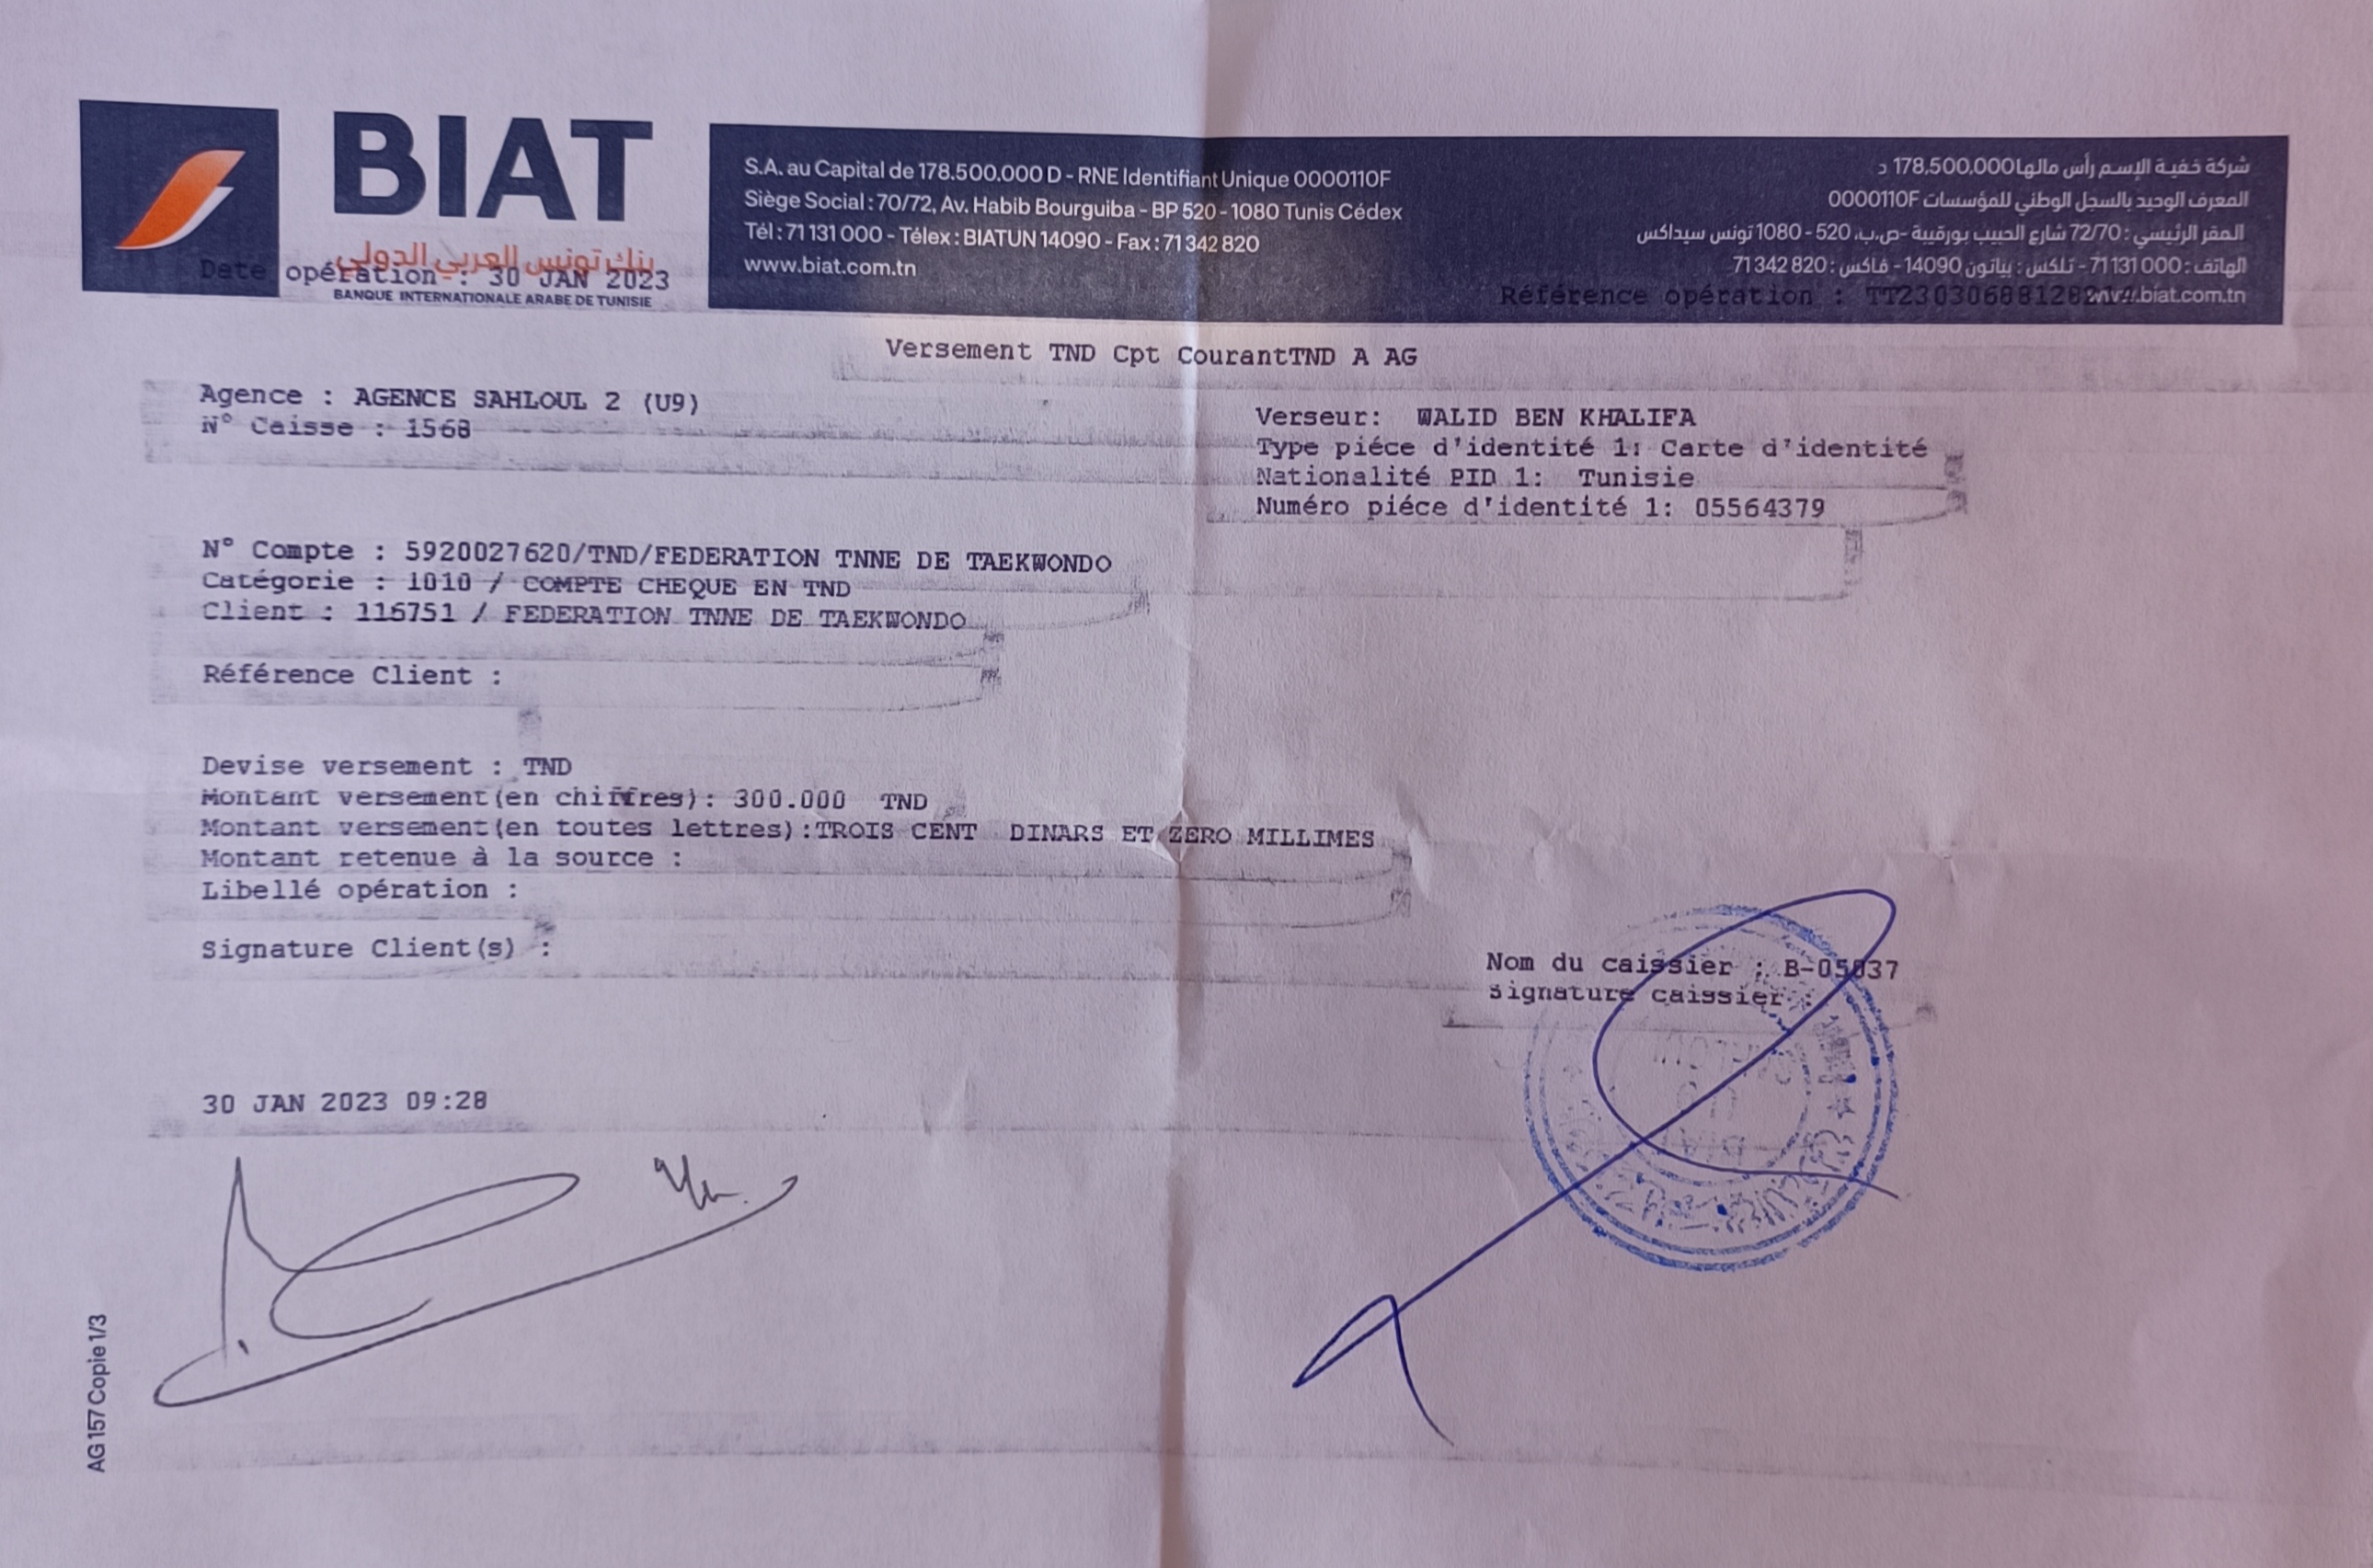 BIAT
بنك تونس العربي الدولي
BANQUE INTERNATIONALE ARABE DE TUNISIE
S.A. au Capital de 178.500.000 D - RNE Identifiant Unique 0000110F
Siège Social : 70/72, Av. Habib Bourguiba - BP 520 - 1080 Tunis Cédex
Tél : 71 131 000 - Télex : BIATUN 14090 - Fax : 71 342 820
www.biat.com.tn
شركة خفية الإسم رأس مالها 178,500,000 د
المعرف الوحيد بالسجل الوطني للمؤسسات 0000110F
المقر الرئيسي : 72/70 شارع الحبيب بورقيبة -ص.ب. 520 - 1080 تونس سيداكس
الهاتف : 71 131 000 - تلكس : بياتون 14090 - فاكس : 71 342 820
www.biat.com.tn
Date opération : 30 JAN 2023
Référence opération :
Versement TND Cpt CourantTND A AG
Agence : AGENCE SAHLOUL 2 (U9)
N° Caisse : 1568
Verseur: WALID BEN KHALIFA
Type piéce d'identité 1: Carte d'identité
Nationalité PID 1: Tunisie
Numéro piéce d'identité 1: 05564379
N° Compte : 5920027620/TND/FEDERATION TNNE DE TAEKWONDO
Catégorie : 1010 / COMPTE CHEQUE EN TND
Client : 116751 / FEDERATION TNNE DE TAEKWONDO
Référence Client :
Devise versement : TND
Montant versement(en chiffres): 300.000 TND
Montant versement(en toutes lettres):TROIS CENT DINARS ET ZERO MILLIMES
Montant retenue à la source :
Libellé opération :
Signature Client(s) :
Nom du caissier : B-05037
Signature caissier :
30 JAN 2023 09:28
AG 157 Copie 1/3